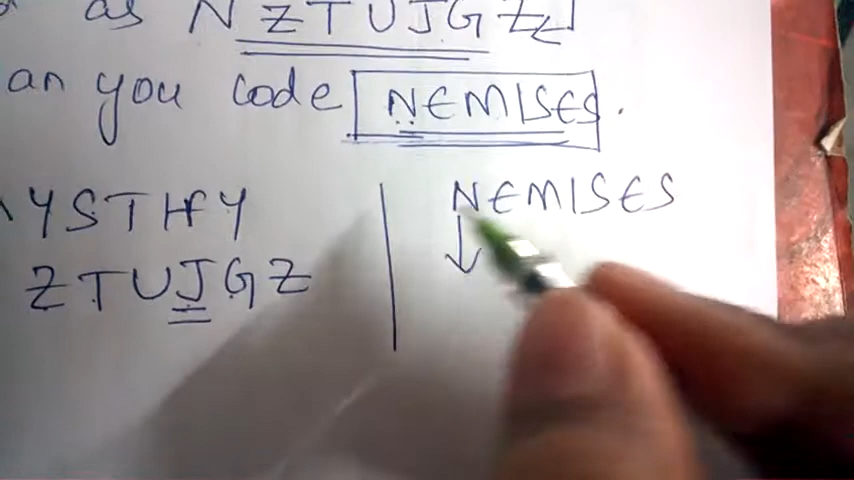 as NZTUJGZ
an you code NEMISES.
YSTHFY NEMISES
ZTUJGZ